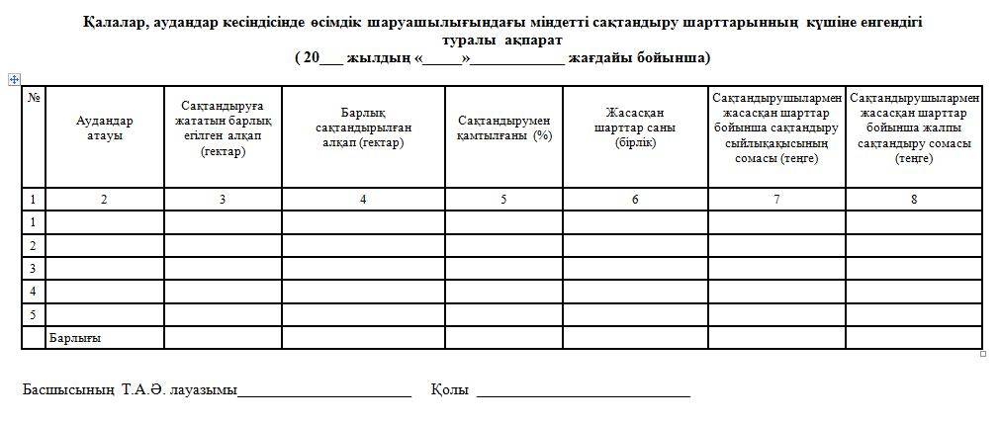 Қалалар, аудандар кесіндісінде өсімдік шаруашылығындағы міндетті сақтандыру шарттарынның күшіне енгендігі
туралы ақпарат
( 20___ жылдың «_____»____________ жағдайы бойынша)
№
Аудандар
атауы
Сақтандыруға
жататын барлық
егілген алқап
(гектар)
Барлық
сақтандырылған
алқап (гектар)
Сақтандырумен
қамтылғаны (%)
Жасасқан
шарттар саны
(бірлік)
Сақтандырушылармен
жасасқан шарттар
бойынша сақтандыру
сыйлықақысының
сомасы (теңге)
Сақтандырушылармен
жасасқан шарттар
бойынша жалпы
сақтандыру сомасы
(теңге)
1 2 3 4 5 6 7 8
1
2
3
4
5
Барлығы
Басшысының Т.А.Ә. лауазымы_______________________ Қолы ____________________________